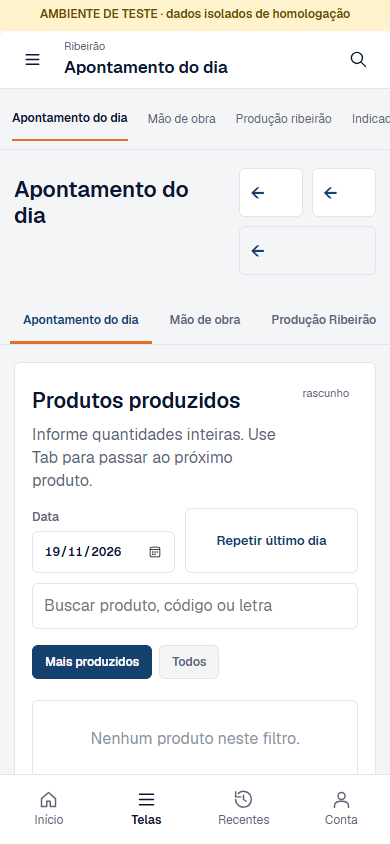 AMBIENTE DE TESTE · dados isolados de homologação
Ribeirão
Apontamento do dia
Apontamento do dia Mão de obra Produção ribeirão Indicad
Apontamento do
dia
Apontamento do dia Mão de obra Produção Ribeirão
Produtos produzidos
rascunho
Informe quantidades inteiras. Use
Tab para passar ao próximo
produto.
Data
19/11/2026
Repetir último dia
Buscar produto, código ou letra
Mais produzidos Todos
Nenhum produto neste filtro.
Início Telas Recentes Conta